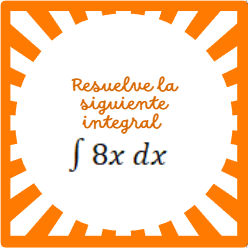 Resuelve la
siguiente
integral
∫ 8x dx